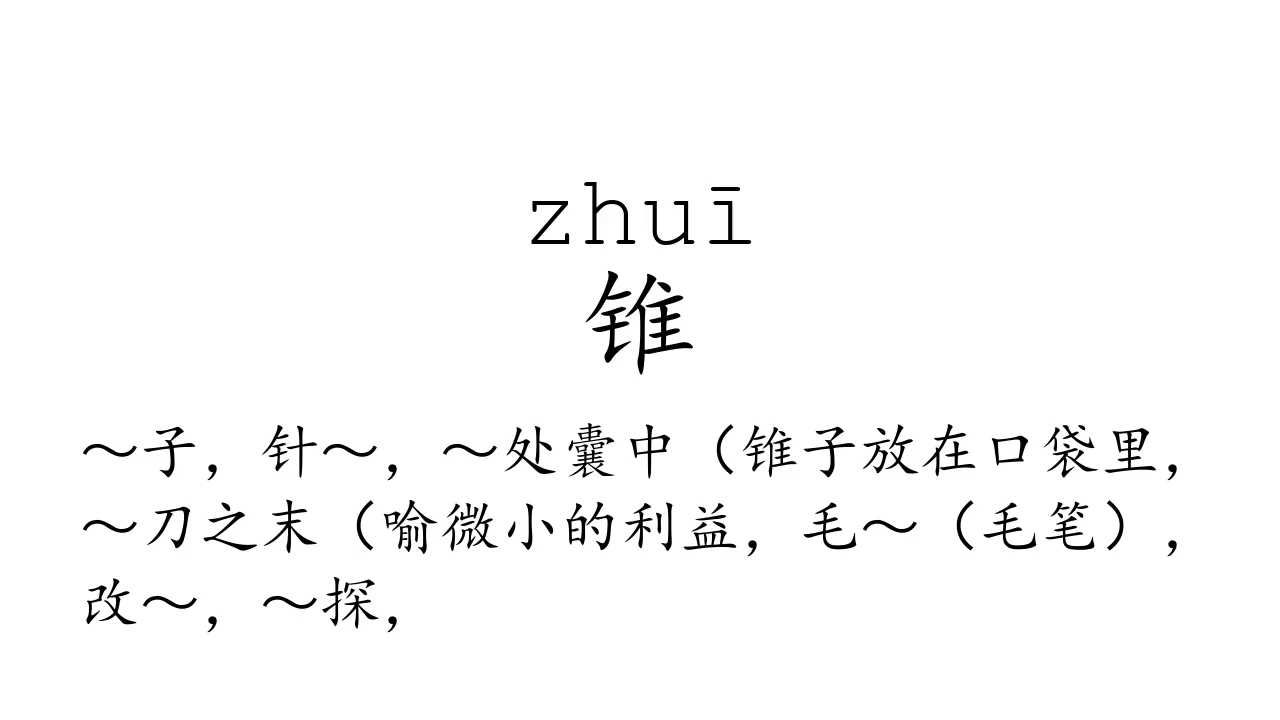 zhuī
锥
～子，针～，～处囊中（锥子放在口袋里，
～刀之末（喻微小的利益，毛～（毛笔），
改～，～探，